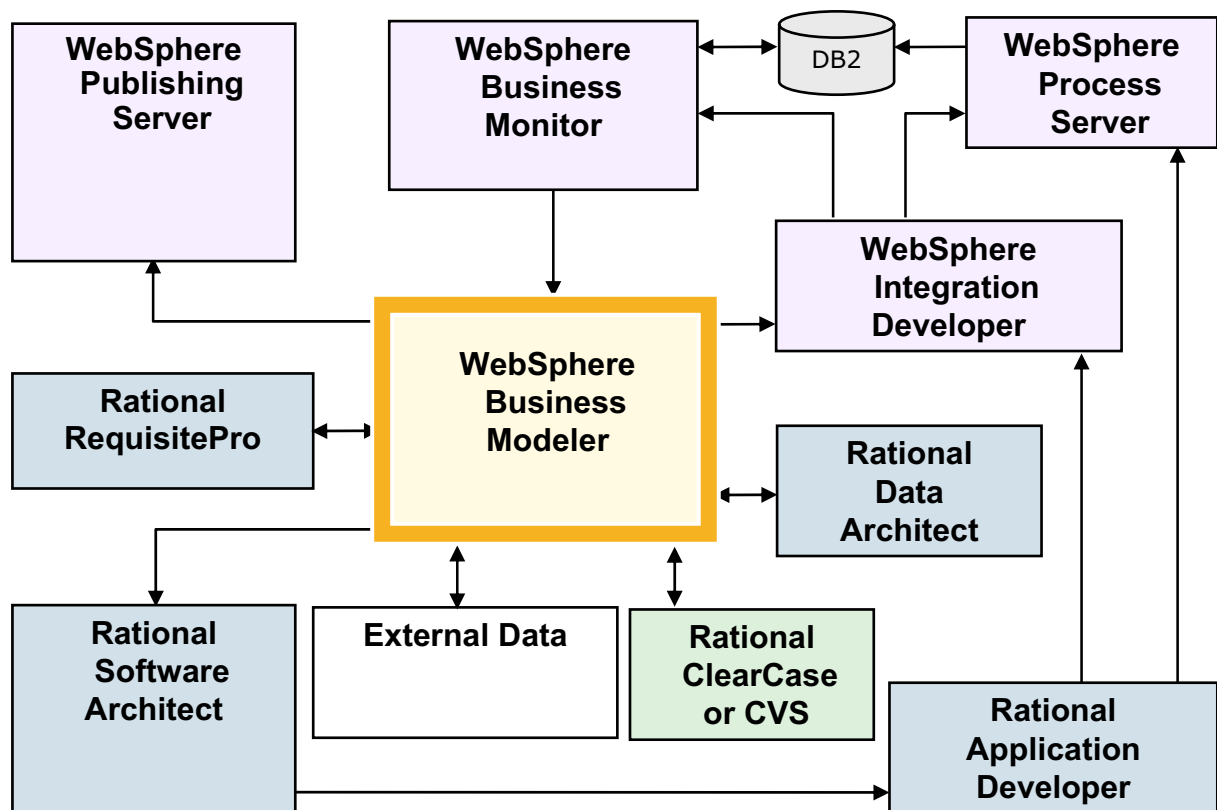 WebSphere
Publishing
Server
WebSphere
Business
Monitor
DB2
WebSphere
Process
Server
WebSphere
Integration
Developer
WebSphere
Business
Modeler
Rational
RequisitePro
Rational
Data
Architect
Rational
Software
Architect
External Data
Rational
ClearCase
or CVS
Rational
Application
Developer